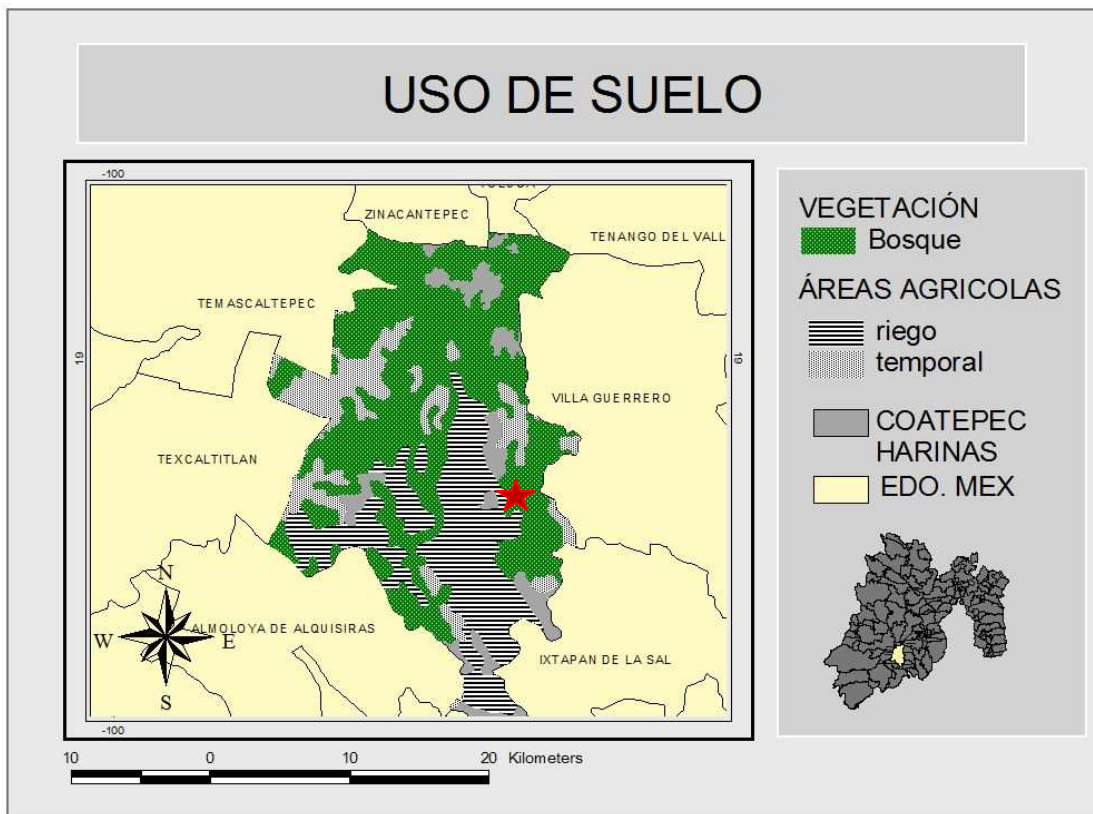 USO DE SUELO
-100
ZINACANTEPEC
TENANGO DEL VALL
TEMASCALTEPEC
19
19
VILLA GUERRERO
TEXCALTITLAN
N
W
E
S
ALMOLOYA DE ALQUISIRAS
IXTAPAN DE LA SAL
-100
10
0
10
20 Kilometers
VEGETACIÓN
Bosque
ÁREAS AGRICOLAS
riego
temporal
COATEPEC
HARINAS
EDO. MEX